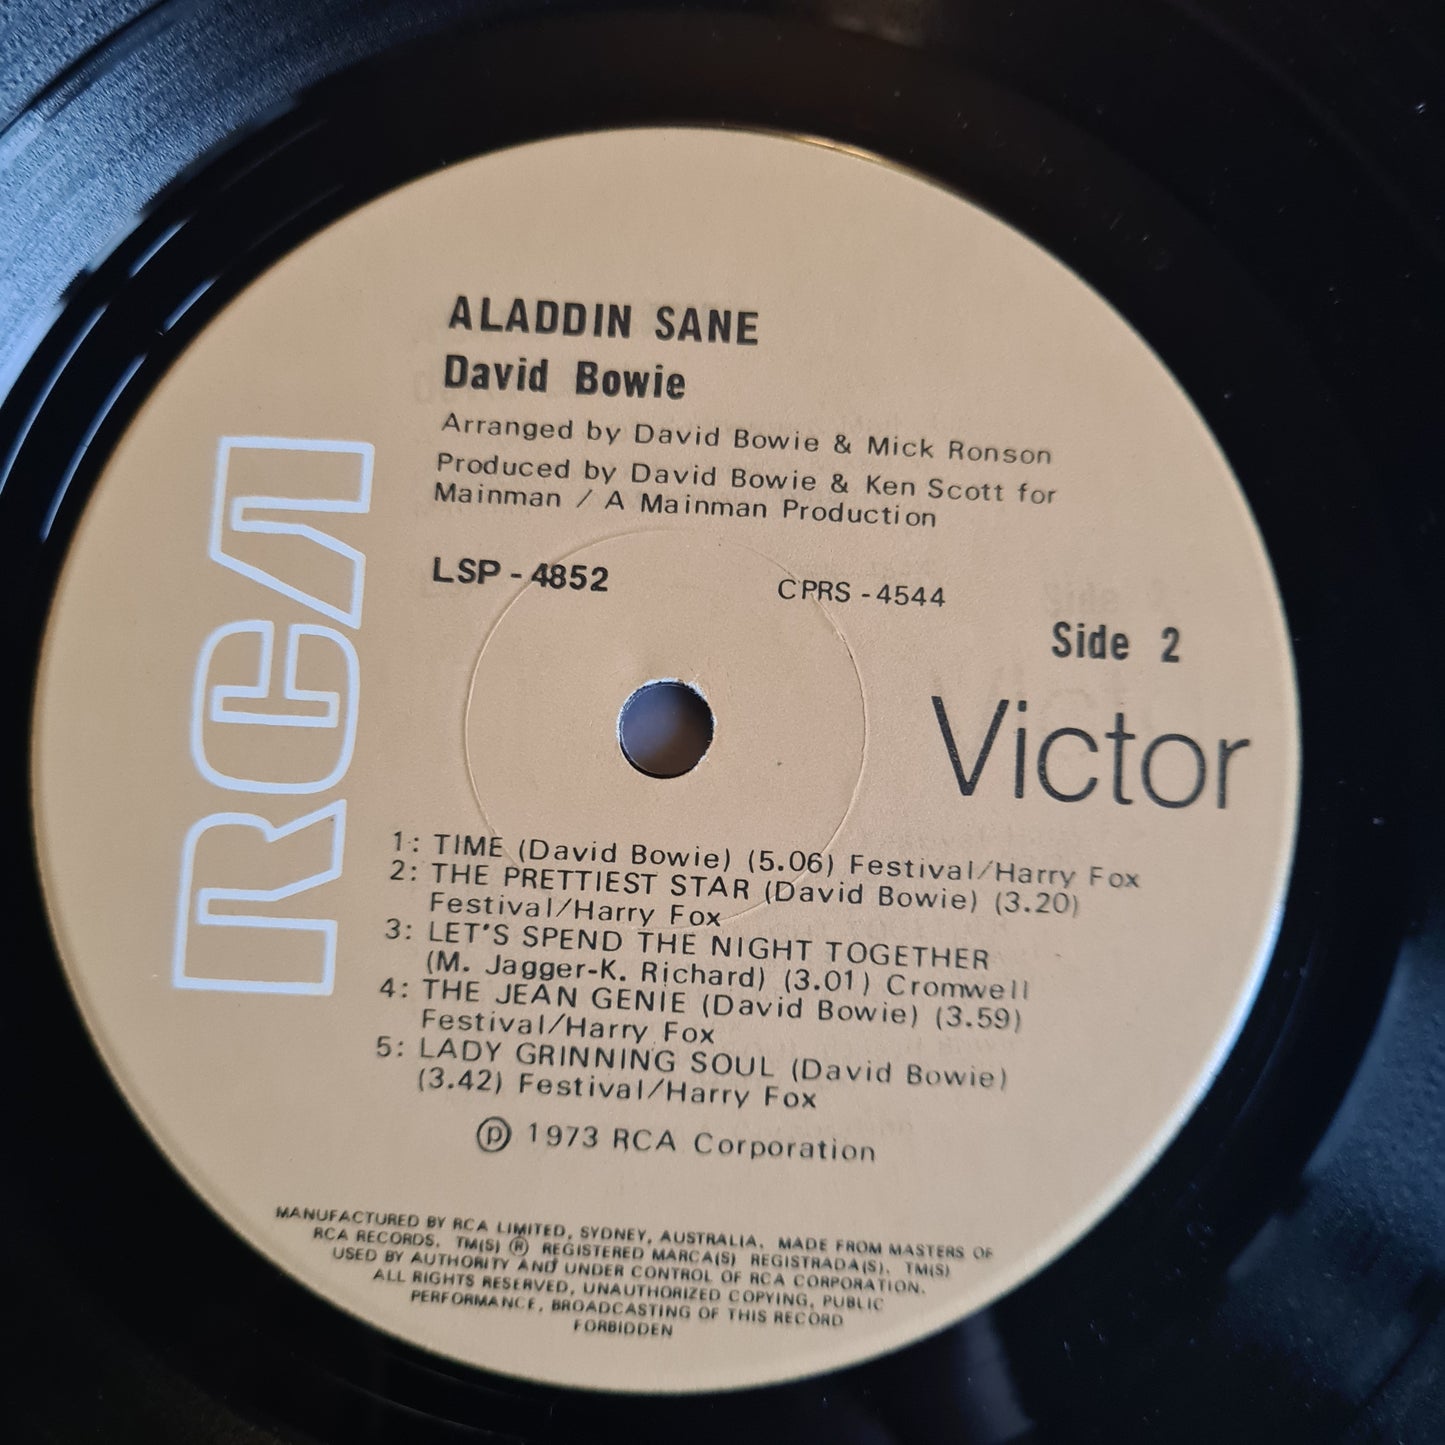 ALADDIN SANE
David Bowie
Arranged by David Bowie & Mick Ronson
Produced by David Bowie & Ken Scott for
Mainman / A Mainman Production
LSP - 4852
CPRS - 4544
Side 2
RCA
Victor
1: TIME (David Bowie) (5.06) Festival/Harry Fox
2: THE PRETTIEST STAR (David Bowie) (3.20)
Festival/Harry Fox
3: LET'S SPEND THE NIGHT TOGETHER
(M. Jagger-K. Richard) (3.01) Cromwell
4: THE JEAN GENIE (David Bowie) (3.59)
Festival/Harry Fox
5: LADY GRINNING SOUL (David Bowie)
(3.42) Festival/Harry Fox
℗ 1973 RCA Corporation
MANUFACTURED BY RCA LIMITED, SYDNEY, AUSTRALIA. MADE FROM MASTERS OF
RCA RECORDS. TM(S) ® REGISTERED MARCA(S) REGISTRADA(S). TM(S)
USED BY AUTHORITY AND UNDER CONTROL OF RCA CORPORATION.
ALL RIGHTS RESERVED, UNAUTHORIZED COPYING, PUBLIC
PERFORMANCE, BROADCASTING OF THIS RECORD
FORBIDDEN